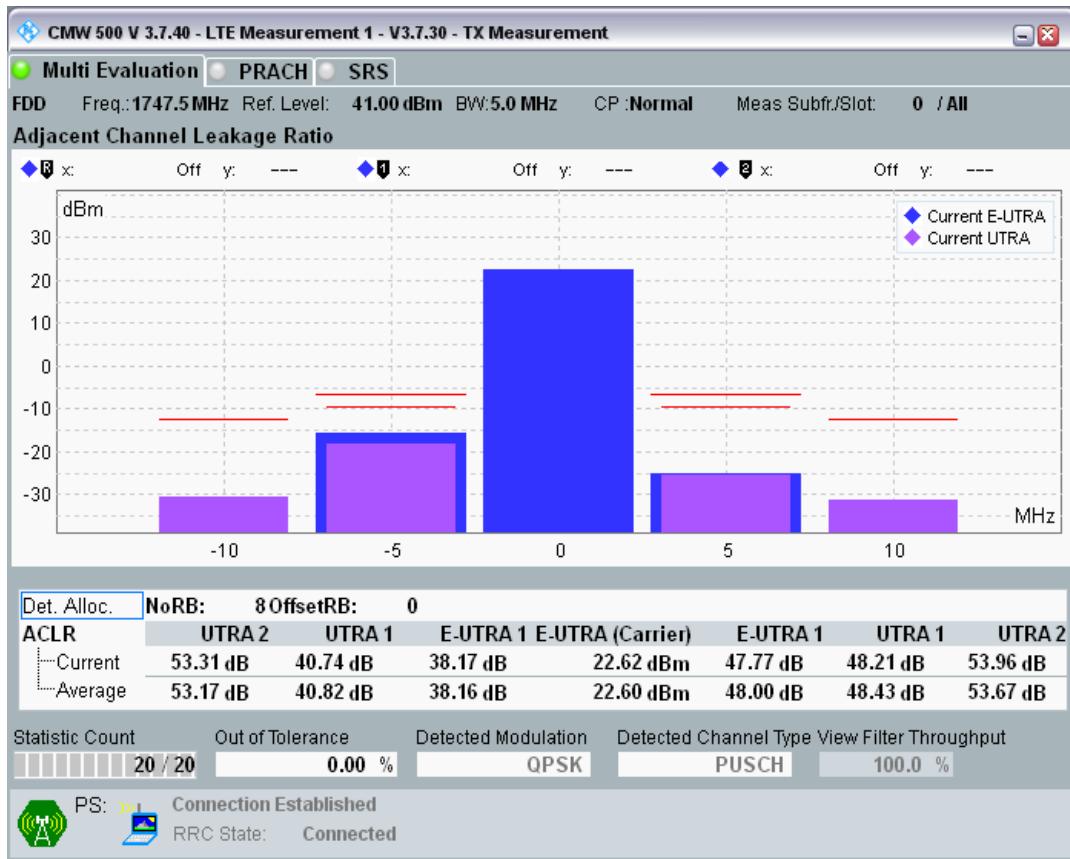 CMW 500 V 3.7.40 - LTE Measurement 1 - V3.7.30 - TX Measurement
Multi Evaluation PRACH SRS
FDD Freq.:1747.5 MHz Ref. Level: 41.00 dBm BW:5.0 MHz CP :Normal Meas Subfr./Slot: 0 / All
Adjacent Channel Leakage Ratio
R x: Off y: --- 1 x: Off y: --- 2 x: Off y: ---
dBm
Current E-UTRA
Current UTRA
30
20
10
0
-10
-20
-30
MHz
-10 -5 0 5 10
Det. Alloc. NoRB: 8 OffsetRB: 0
ACLR UTRA 2 UTRA 1 E-UTRA 1 E-UTRA (Carrier) E-UTRA 1 UTRA 1 UTRA 2
Current 53.31 dB 40.74 dB 38.17 dB 22.62 dBm 47.77 dB 48.21 dB 53.96 dB
Average 53.17 dB 40.82 dB 38.16 dB 22.60 dBm 48.00 dB 48.43 dB 53.67 dB
Statistic Count Out of Tolerance Detected Modulation Detected Channel Type View Filter Throughput
20 / 20 0.00 % QPSK PUSCH 100.0 %
PS: Connection Established
RRC State: Connected